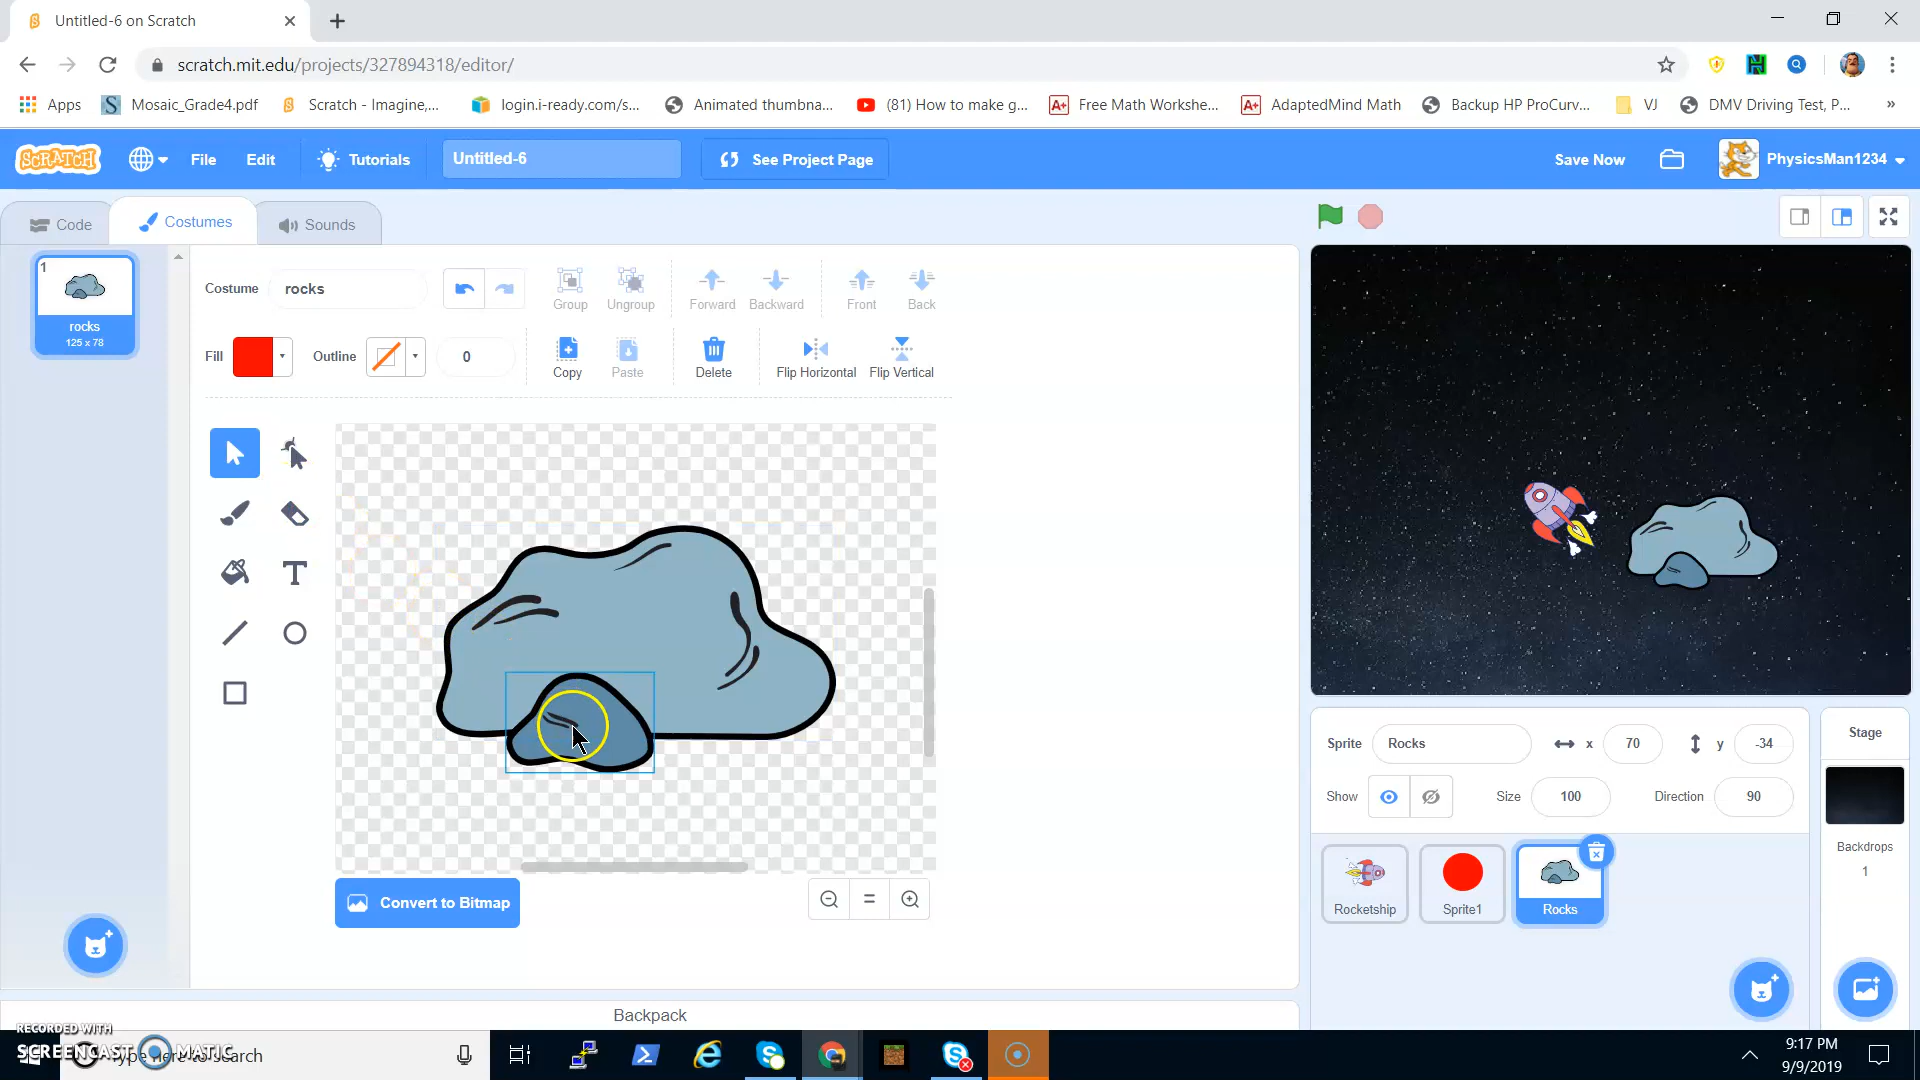 Untitled-6 on Scratch
scratch.mit.edu/projects/327894318/editor/
Apps Mosaic_Grade4.pdf Scratch - Imagine,... login.i-ready.com/s... Animated thumbna... (81) How to make g... Free Math Workshe... AdaptedMind Math Backup HP ProCurv... VJ DMV Driving Test, P... »
SCRATCH File Edit Tutorials Untitled-6 See Project Page Save Now PhysicsMan1234
Code Costumes Sounds
1
rocks
125 x 78
Costume rocks Group Ungroup Forward Backward Front Back
Fill Outline 0 Copy Paste Delete Flip Horizontal Flip Vertical
T
Convert to Bitmap
Sprite Rocks x 70 y -34
Show Size 100 Direction 90
Rocketship Sprite1 Rocks
Stage
Backdrops
1
Backpack
RECORDED WITH
SCREENCAST MATIC
Type here to search
9:17 PM
9/9/2019